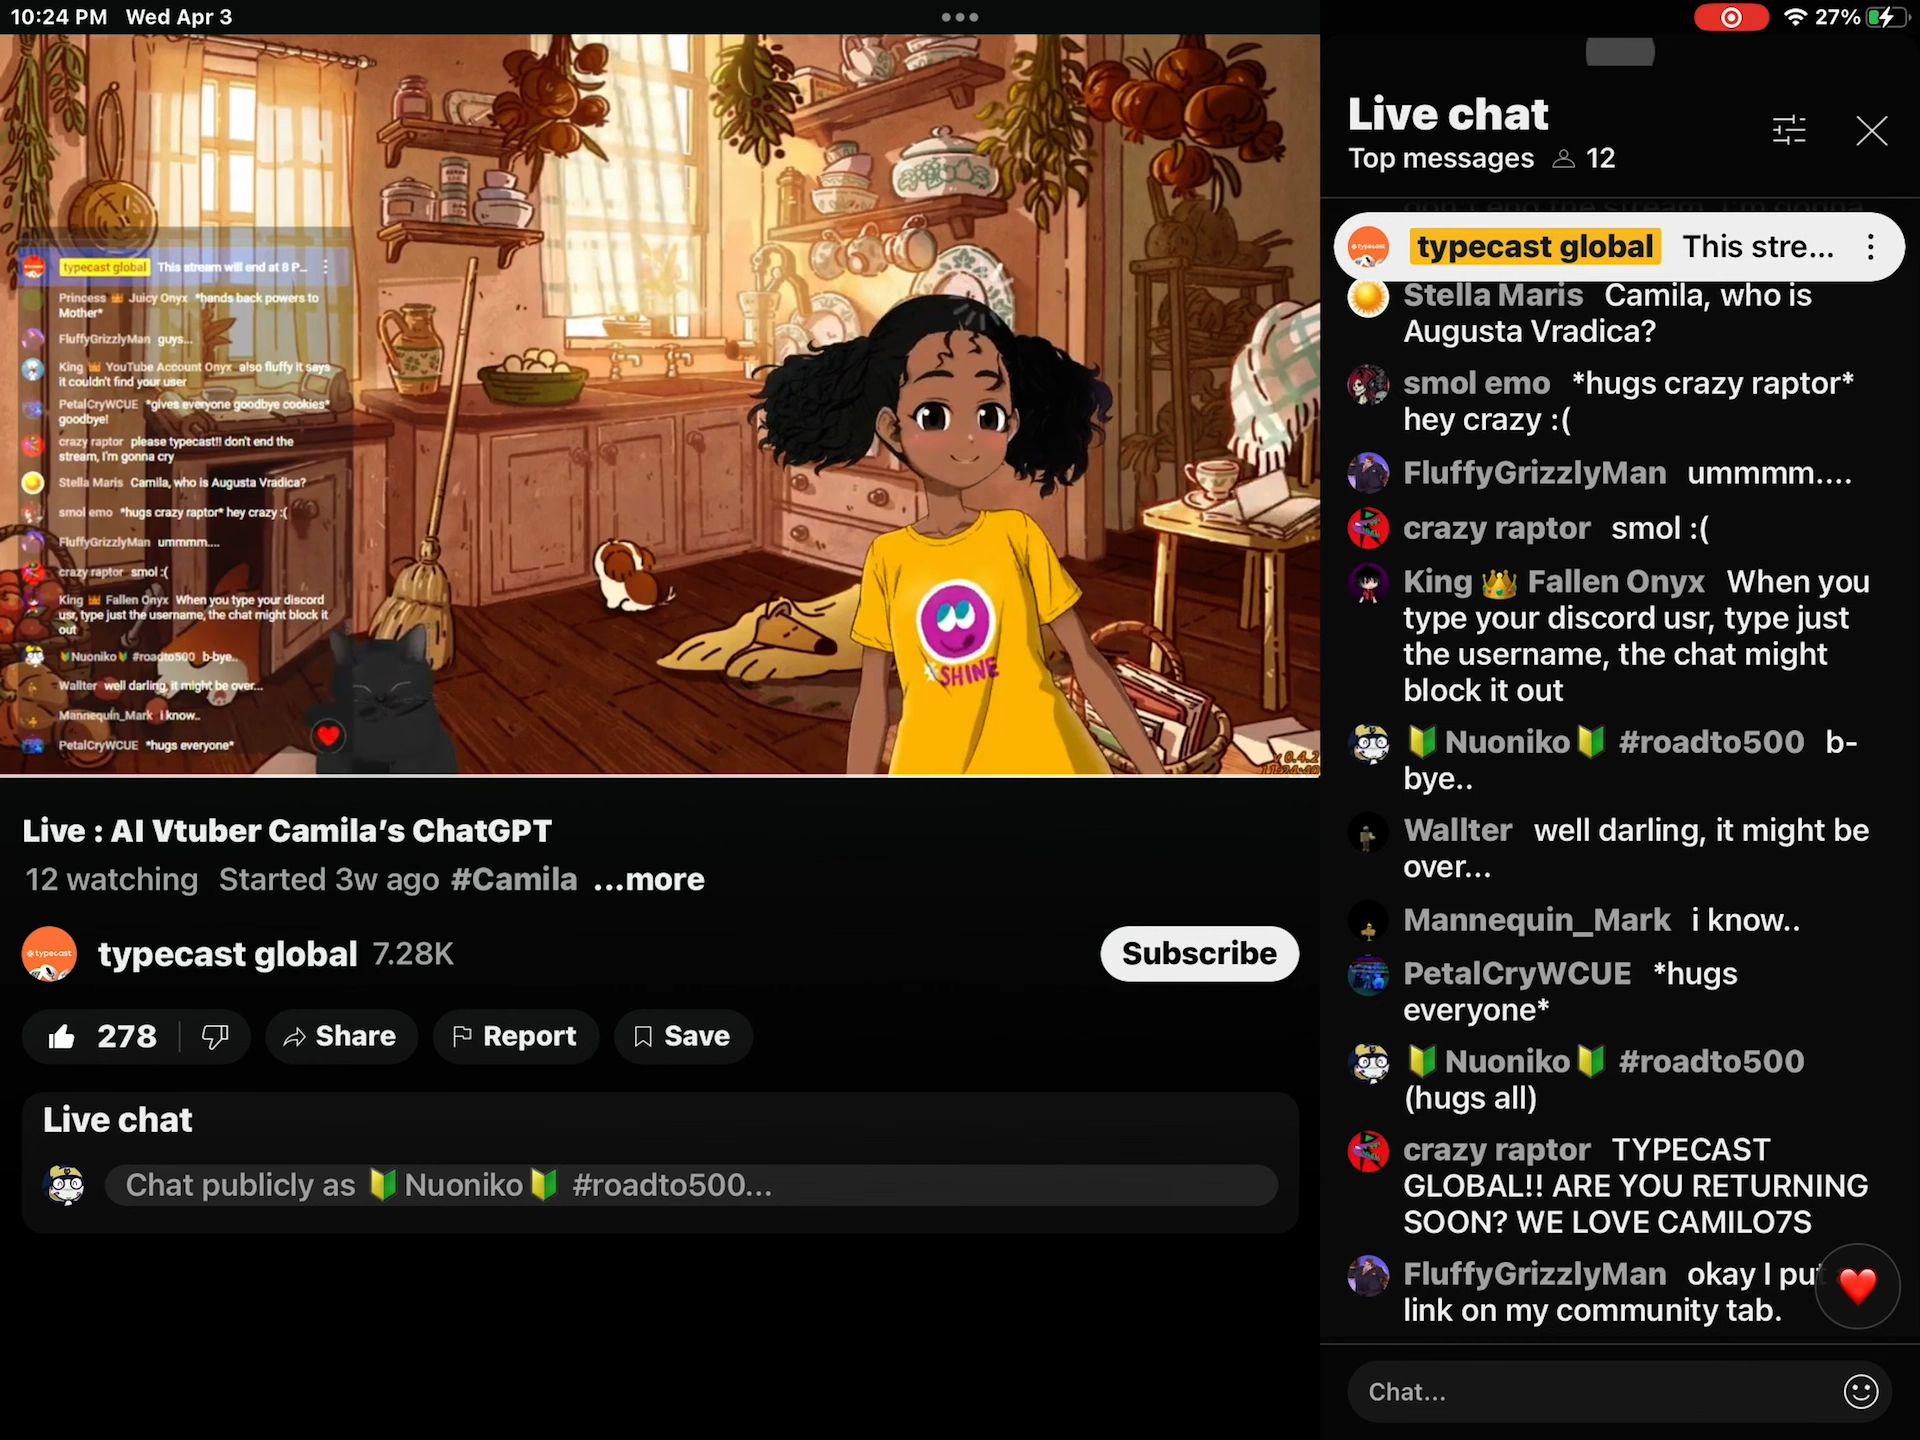 10:24 PM Wed Apr 3
27%
typecast global This stream will end at 8 P...
Princess 👑 Juicy Onyx *hands back powers to
Mother*
FluffyGrizzlyMan guys...
King 👑 YouTube Account Onyx also fluffy it says
it couldn't find your user
PetalCryWCUE *gives everyone goodbye cookies*
goodbye!
crazy raptor please typecast!! don't end the
stream, I'm gonna cry
Stella Maris Camila, who is Augusta Vradica?
smol emo *hugs crazy raptor* hey crazy :(
FluffyGrizzlyMan ummmm....
crazy raptor smol :(
King 👑 Fallen Onyx When you type your discord
usr, type just the username, the chat might block it
out
🔰Nuoniko🔰 #roadto500 b-bye..
Wallter well darling, it might be over...
Mannequin_Mark i know..
PetalCryWCUE *hugs everyone*
SHINE
Live : AI Vtuber Camila's ChatGPT
12 watching Started 3w ago #Camila ...more
typecast
typecast global 7.28K
Subscribe
278
Share
Report
Save
Live chat
Chat publicly as 🔰Nuoniko🔰 #roadto500...
Live chat
Top messages 12
typecast global This stre...
Stella Maris Camila, who is
Augusta Vradica?
smol emo *hugs crazy raptor*
hey crazy :(
FluffyGrizzlyMan ummmm....
crazy raptor smol :(
King 👑 Fallen Onyx When you
type your discord usr, type just
the username, the chat might
block it out
🔰Nuoniko🔰 #roadto500 b-
bye..
Wallter well darling, it might be
over...
Mannequin_Mark i know..
PetalCryWCUE *hugs
everyone*
🔰Nuoniko🔰 #roadto500
(hugs all)
crazy raptor TYPECAST
GLOBAL!! ARE YOU RETURNING
SOON? WE LOVE CAMILO7S
FluffyGrizzlyMan okay I put
link on my community tab.
Chat...